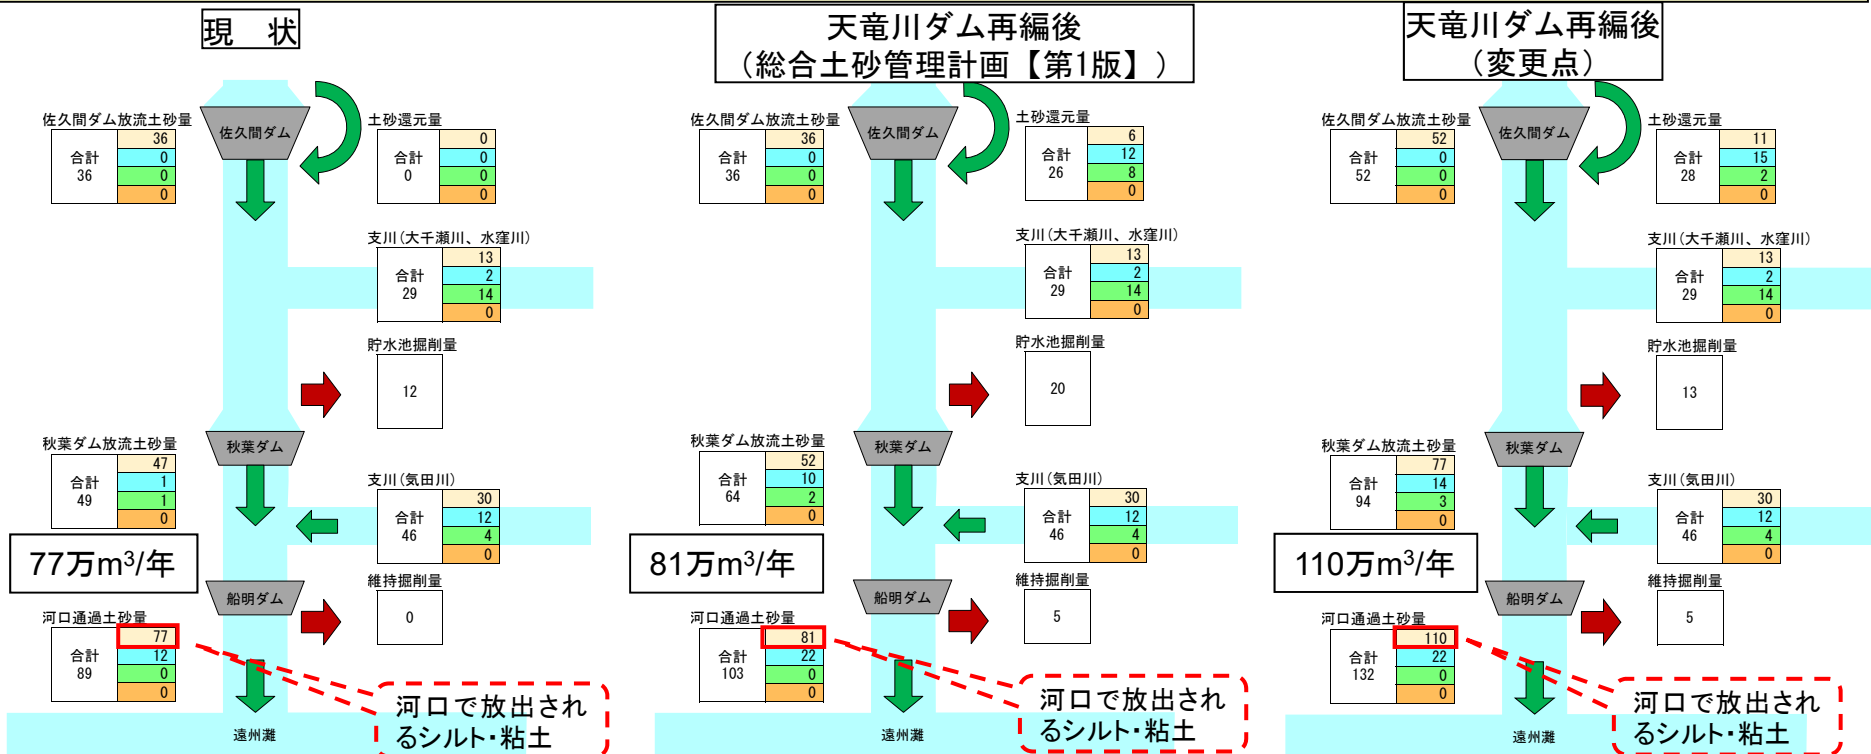 現　状
佐久間ダム放流土砂量
合計
36
36
0
0
0
佐久間ダム
土砂還元量
合計
0
0
0
0
0
支川(大千瀬川、水窪川)
合計
29
13
2
14
0
貯水池掘削量
12
秋葉ダム放流土砂量
合計
49
47
1
1
0
秋葉ダム
支川(気田川)
合計
46
30
12
4
0
77万m³/年
船明ダム
維持掘削量
0
河口通過土砂量
合計
89
77
12
0
0
遠州灘
河口で放出され
るシルト・粘土
天竜川ダム再編後
（総合土砂管理計画【第1版】）
佐久間ダム放流土砂量
合計
36
36
0
0
0
佐久間ダム
土砂還元量
合計
26
6
12
8
0
支川(大千瀬川、水窪川)
合計
29
13
2
14
0
貯水池掘削量
20
秋葉ダム放流土砂量
合計
64
52
10
2
0
秋葉ダム
支川(気田川)
合計
46
30
12
4
0
81万m³/年
船明ダム
維持掘削量
5
河口通過土砂量
合計
103
81
22
0
0
遠州灘
河口で放出され
るシルト・粘土
天竜川ダム再編後
（変更点）
佐久間ダム放流土砂量
合計
52
52
0
0
0
佐久間ダム
土砂還元量
合計
28
11
15
2
0
支川(大千瀬川、水窪川)
合計
29
13
2
14
0
貯水池掘削量
13
秋葉ダム放流土砂量
合計
94
77
14
3
0
秋葉ダム
支川(気田川)
合計
46
30
12
4
0
110万m³/年
船明ダム
維持掘削量
5
河口通過土砂量
合計
132
110
22
0
0
遠州灘
河口で放出され
るシルト・粘土